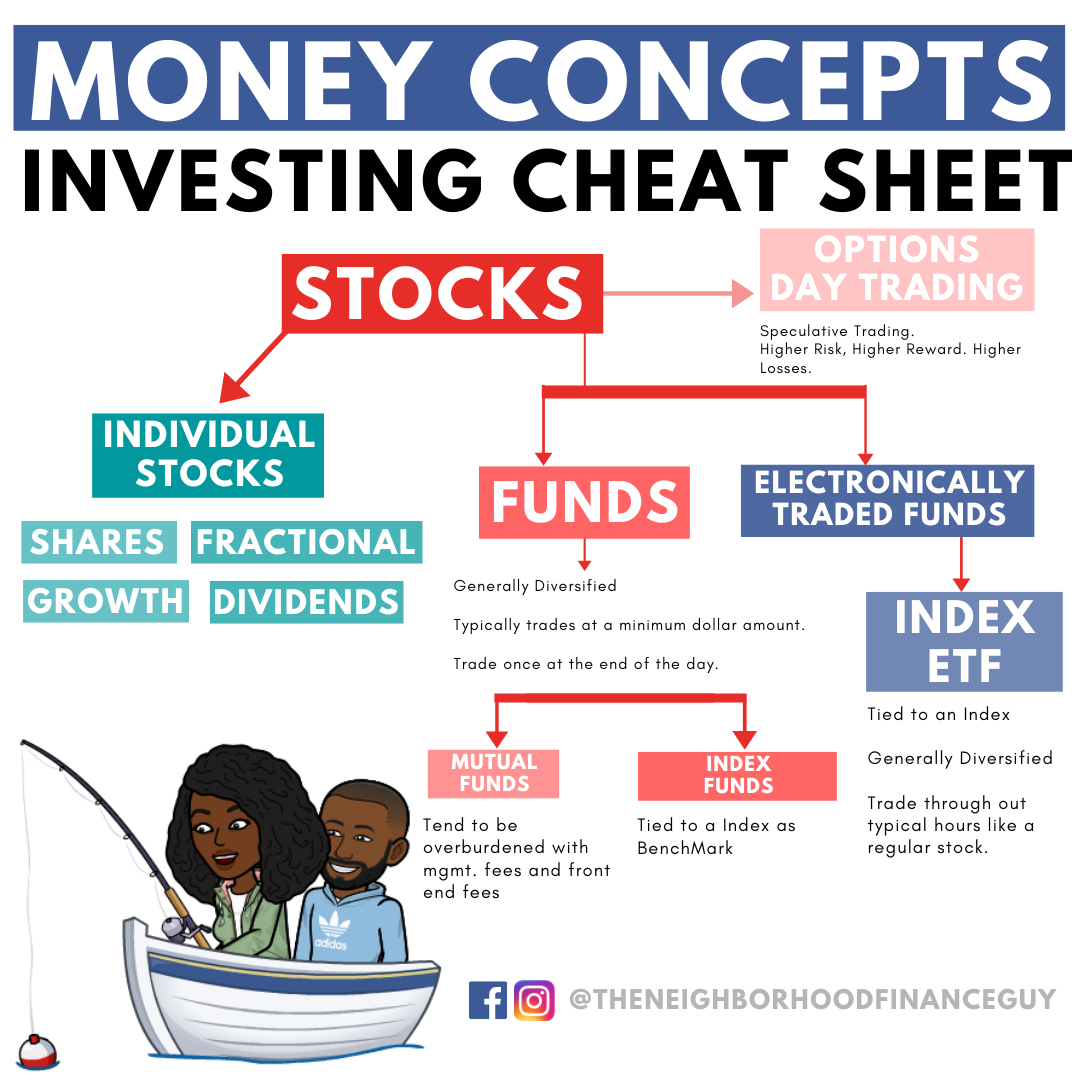 MONEY CONCEPTS
INVESTING CHEAT SHEET
STOCKS
OPTIONS
DAY TRADING
Speculative Trading.
Higher Risk, Higher Reward. Higher
Losses.
INDIVIDUAL
STOCKS
SHARES
FRACTIONAL
GROWTH
DIVIDENDS
FUNDS
Generally Diversified
Typically trades at a minimum dollar amount.
Trade once at the end of the day.
MUTUAL
FUNDS
Tend to be
overburdened with
mgmt. fees and front
end fees
INDEX
FUNDS
Tied to a Index as
BenchMark
ELECTRONICALLY
TRADED FUNDS
INDEX
ETF
Tied to an Index
Generally Diversified
Trade through out
typical hours like a
regular stock.
adidas
f
@THENEIGHBORHOODFINANCEGUY